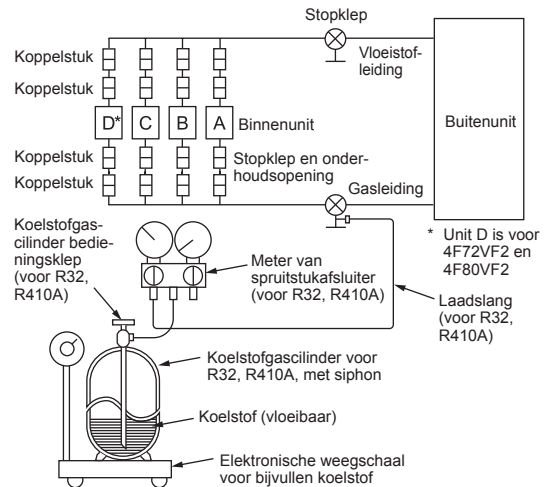 Stopklep
Vloeistof-
leiding
Koppelstuk
Koppelstuk
D*
C
B
A
Binnenunit
Buitenunit
Koppelstuk
Koppelstuk
Stopklep en onder-
houdsopening
Gasleiding
* Unit D is voor
4F72VF2 en
4F80VF2
Koelstofgas-
cilinder bedie-
ningsklep
(voor R32,
R410A)
Meter van
spruitstukafsluiter
(voor R32, R410A)
Laadslang
(voor R32,
R410A)
Koelstofgascilinder voor
R32, R410A, met siphon
Koelstof (vloeibaar)
Elektronische weegschaal
voor bijvullen koelstof